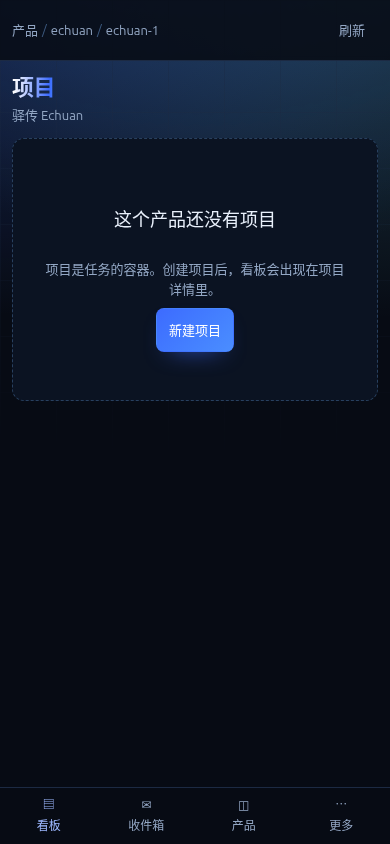 产品 / echuan / echuan-1
刷新
项目
驿传 Echuan
这个产品还没有项目
项目是任务的容器。创建项目后，看板会出现在项目
详情里。
新建项目
看板
收件箱
产品
更多